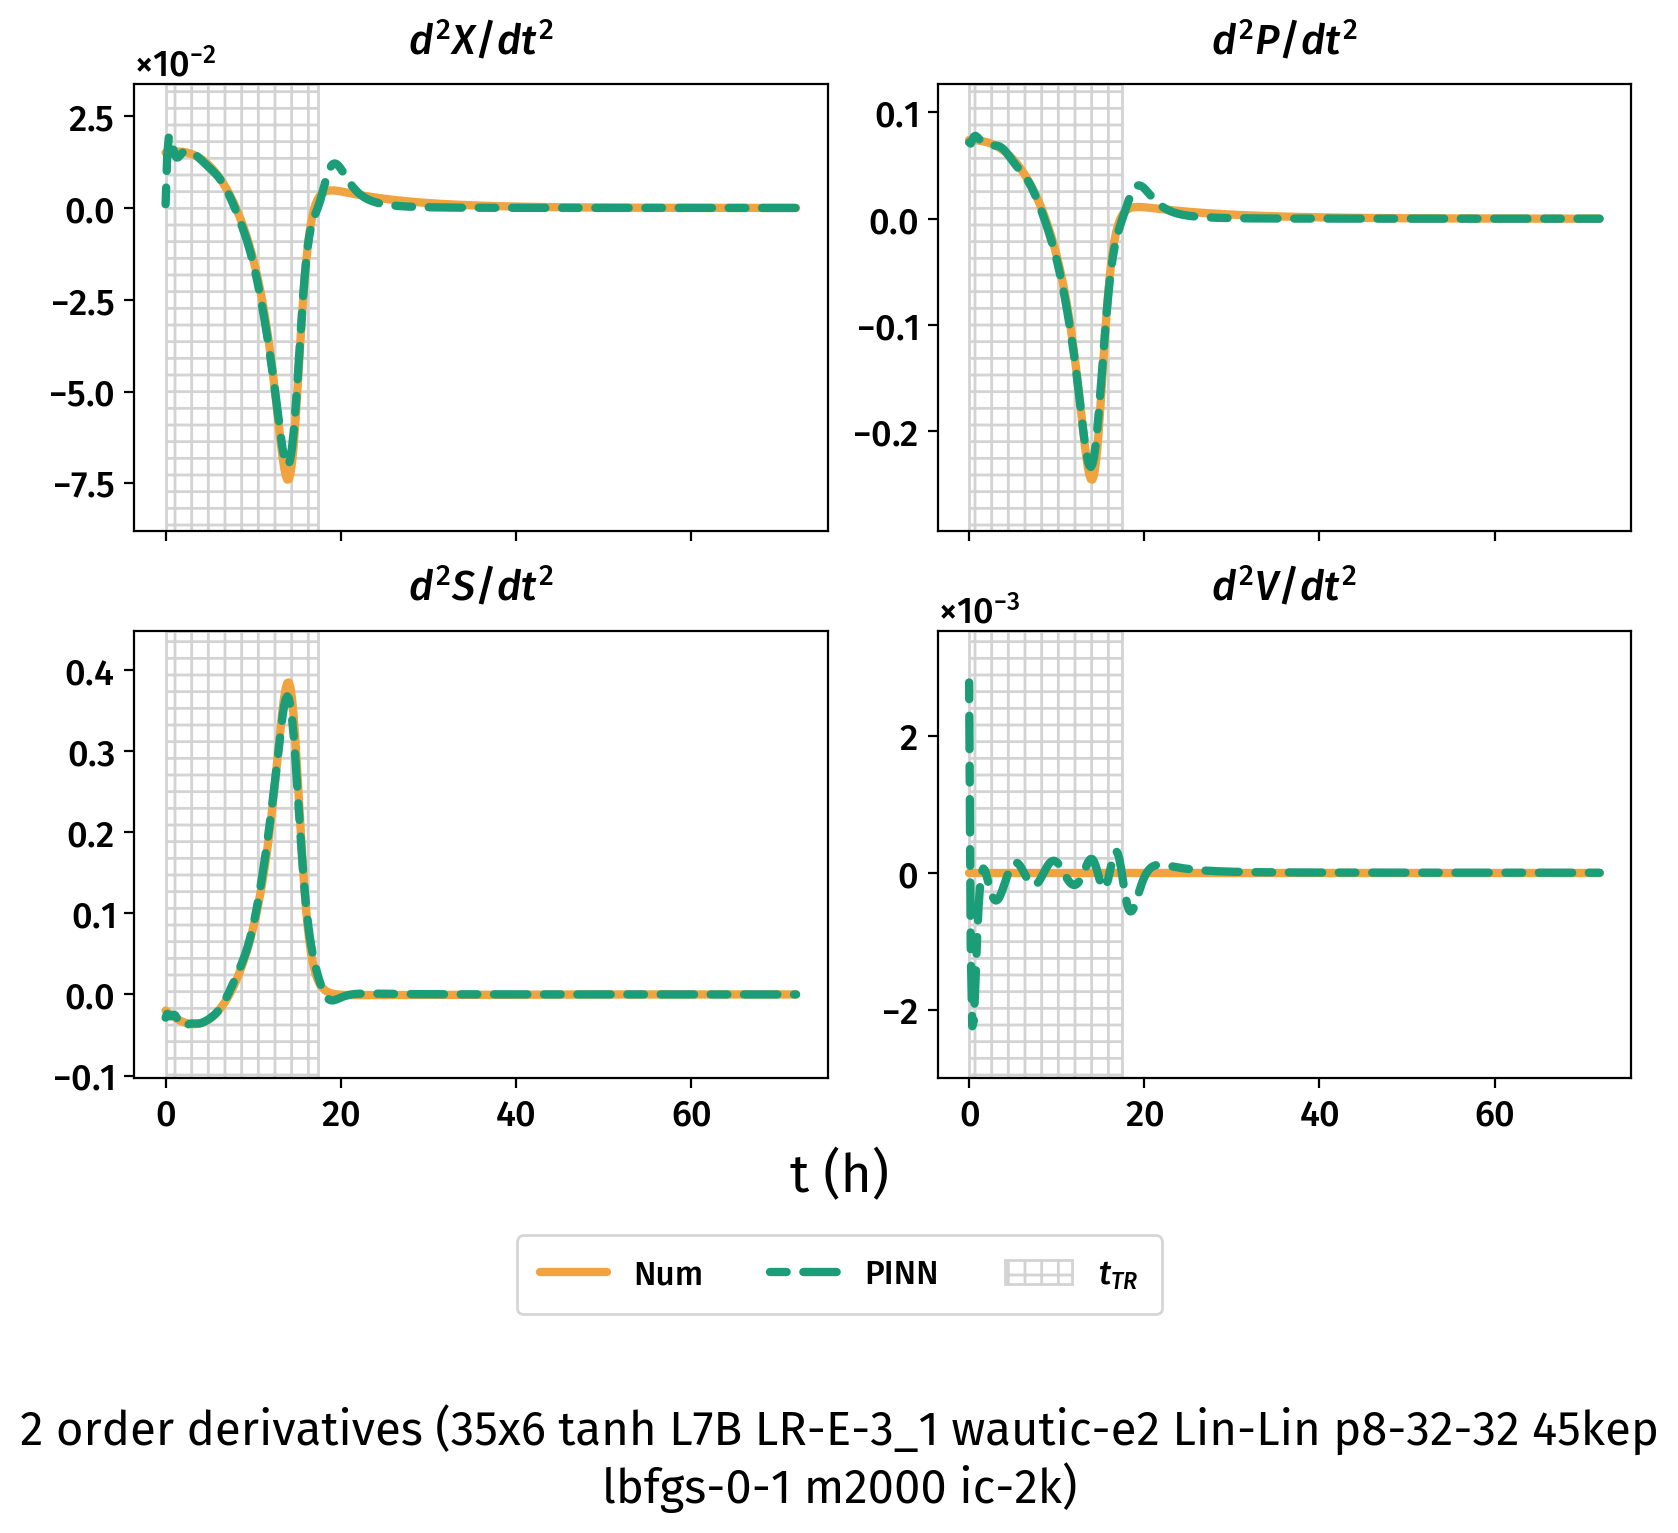 d²X/dt²
×10⁻²
2.5
0.0
−2.5
−5.0
−7.5
d²P/dt²
0.1
0.0
−0.1
−0.2
d²S/dt²
0.4
0.3
0.2
0.1
0.0
−0.1
0 20 40 60
d²V/dt²
×10⁻³
2
0
−2
0 20 40 60
t (h)
Num PINN t_TR
2 order derivatives (35x6 tanh L7B LR-E-3_1 wautic-e2 Lin-Lin p8-32-32 45kep
lbfgs-0-1 m2000 ic-2k)